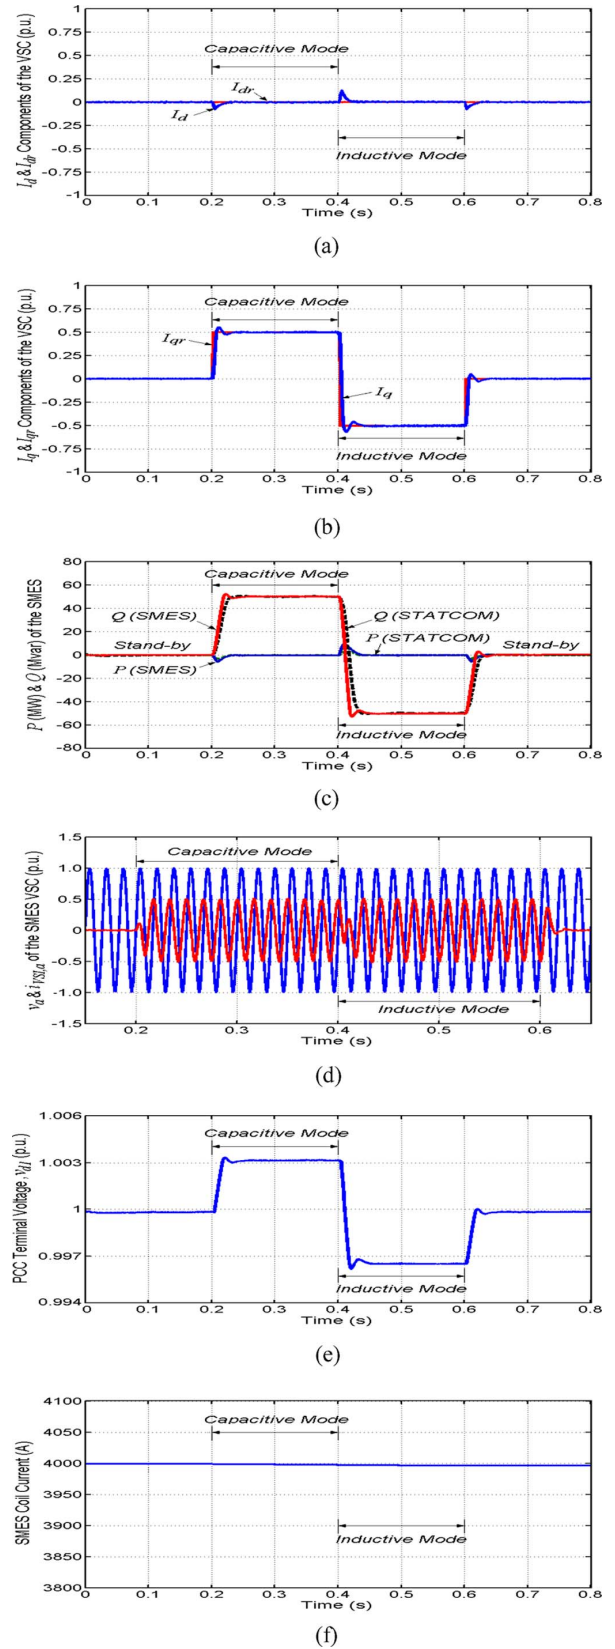 1
0.75
Capacitive Mode
0.5
0.25
Idr
0
Id
-0.25
-0.5
Inductive Mode
-0.75
-1
0 0.1 0.2 0.3 0.4 0.5 0.6 0.7 0.8
Time (s)
Id & Idr Components of the VSC (p.u.)
(a)
1
0.75
Capacitive Mode
0.5
Iqr
0.25
0
Iq
-0.25
-0.5
Inductive Mode
-0.75
-1
0 0.1 0.2 0.3 0.4 0.5 0.6 0.7 0.8
Time (s)
Iq & Iqr Components of the VSC (p.u.)
(b)
80
Capacitive Mode
60
40
Q (SMES) Q (STATCOM)
20
Stand-by P (STATCOM) Stand-by
0
P (SMES)
-20
-40
-60
Inductive Mode
-80
0 0.1 0.2 0.3 0.4 0.5 0.6 0.7 0.8
Time (s)
P (MW) & Q (Mvar) of the SMES
(c)
1.5
Capacitive Mode
1.0
0.5
0
-0.5
-1.0
Inductive Mode
-1.5
0.2 0.3 0.4 0.5 0.6
Time (s)
va & iVSI,a of the SMES VSC (p.u.)
(d)
1.006
Capacitive Mode
1.003
1
0.997
Inductive Mode
0.994
0 0.1 0.2 0.3 0.4 0.5 0.6 0.7 0.8
Time (s)
PCC Terminal Voltage, vd1 (p.u.)
(e)
4100
Capacitive Mode
4050
4000
3950
3900
Inductive Mode
3850
3800
0 0.1 0.2 0.3 0.4 0.5 0.6 0.7 0.8
Time (s)
SMES Coil Current (A)
(f)